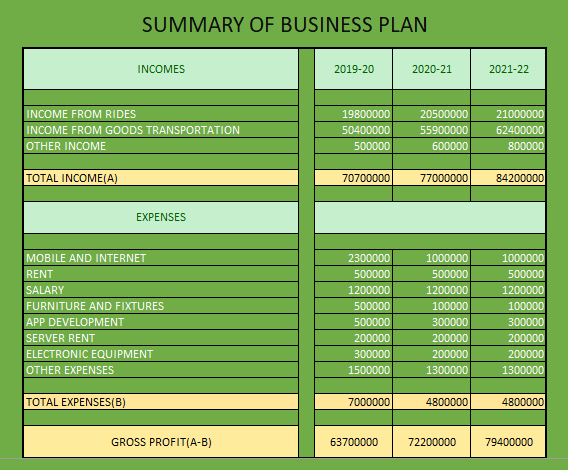 SUMMARY OF BUSINESS PLAN
INCOMES 2019-20 2020-21 2021-22
INCOME FROM RIDES 19800000 20500000 21000000
INCOME FROM GOODS TRANSPORTATION 50400000 55900000 62400000
OTHER INCOME 500000 600000 800000
TOTAL INCOME(A) 70700000 77000000 84200000
EXPENSES
MOBILE AND INTERNET 2300000 1000000 1000000
RENT 500000 500000 500000
SALARY 1200000 1200000 1200000
FURNITURE AND FIXTURES 500000 100000 100000
APP DEVELOPMENT 500000 300000 300000
SERVER RENT 200000 200000 200000
ELECTRONIC EQUIPMENT 300000 200000 200000
OTHER EXPENSES 1500000 1300000 1300000
TOTAL EXPENSES(B) 7000000 4800000 4800000
GROSS PROFIT(A-B) 63700000 72200000 79400000